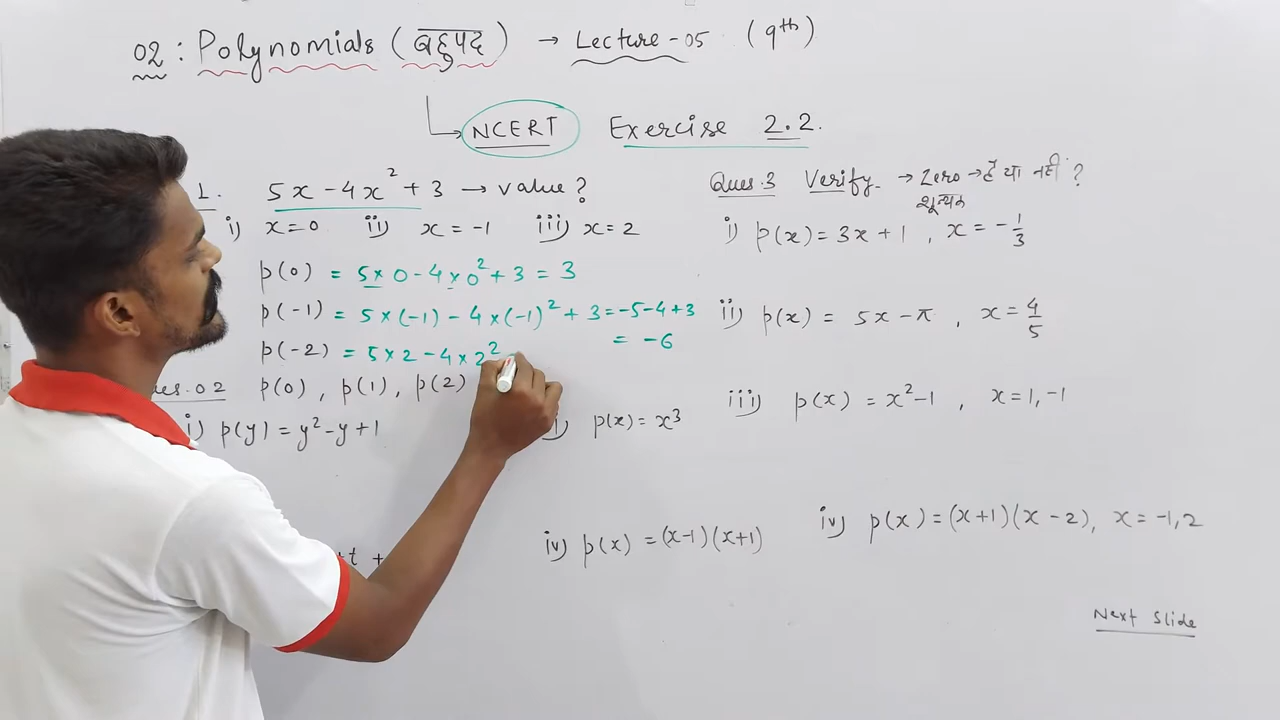 02 : Polynomials (बहुपद) → Lecture-05 (9th)
NCERT Exercise 2.2.
1. 5x - 4x² + 3 → value ?
i) x=0 ii) x = -1 iii) x = 2
p(0) = 5×0-4×0²+3 = 3
p(-1) = 5×(-1) - 4×(-1)² + 3 = -5-4+3
= -6
p(-2) = 5×2-4×2²
ues.02 p(0), p(1), p(2)
i) p(y) = y²-y+1
i) p(x) = x³
+t +
iv) p(x) = (x-1)(x+1)
Ques.3 Verify. → Zero → है या नहीं ?
शून्यक
i) p(x) = 3x+1 , x = -1/3
ii) p(x) = 5x-π , x = 4/5
iii) p(x) = x²-1 , x=1,-1
iv) p(x) = (x+1)(x-2), x = -1,2
Next Slide